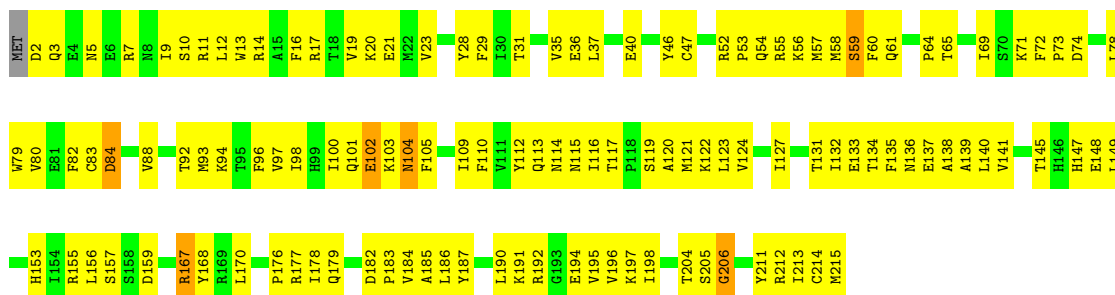 MET D2 Q3 E4 N5 E6 R7 N8 I9 S10 R11 L12 W13 R14 A15 F16 R17 T18 V19 K20 E21 M22 V23 Y28 F29 I30 T31 V35 E36 L37 E40 Y46 C47 R52 P53 Q54 R55 K56 M57 M58 S59 F60 Q61 P64 T65 I69 S70 K71 F72 P73 D74
W79 V80 E81 F82 C83 D84 V88 T92 M93 K94 T95 F96 V97 I98 H99 I100 Q101 E102 K103 N104 F105 I109 F110 V111 Y112 Q113 N114 N115 I116 T117 P118 S119 A120 M121 K122 L123 V124 I127 T131 I132 E133 T134 F135 N136 E137 A138 A139 L140 V141 T145 H146 H147 E148
H153 I154 R155 L156 S157 S158 D159 R167 Y168 R169 L170 P176 R177 I178 Q179 D182 P183 V184 A185 L186 Y187 L190 K191 R192 G193 E194 V195 V196 K197 I198 T204 S205 G206 Y211 R212 I213 C214 M215